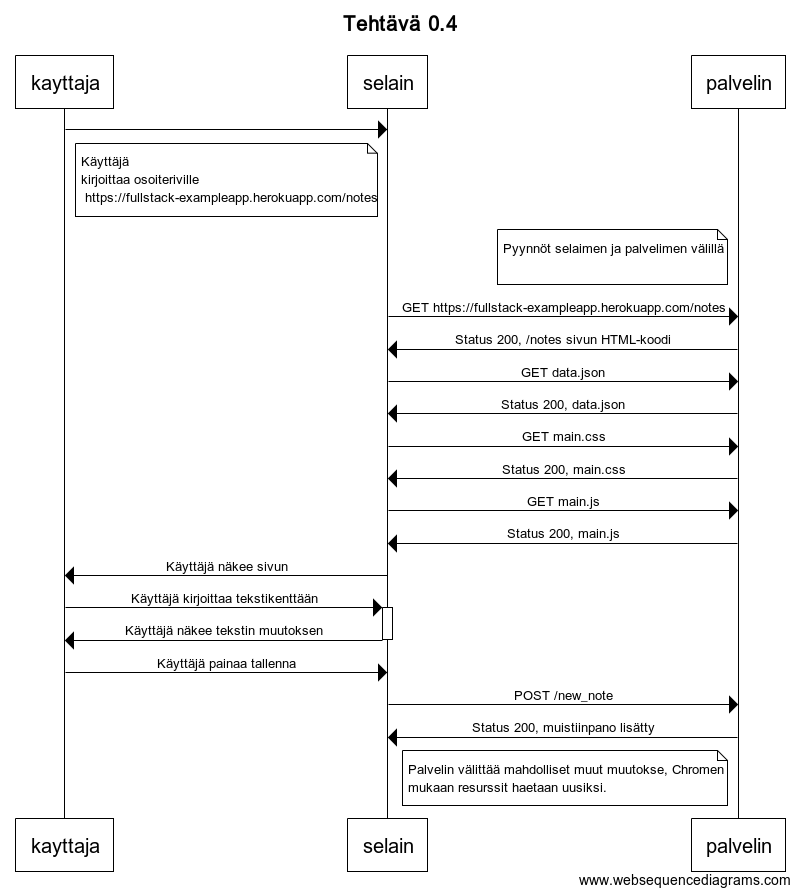 Tehtävä 0.4
kayttaja
selain
palvelin
Käyttäjä
kirjoittaa osoiteriville
https://fullstack-exampleapp.herokuapp.com/notes
Pyynnöt selaimen ja palvelimen välillä
GET https://fullstack-exampleapp.herokuapp.com/notes
Status 200, /notes sivun HTML-koodi
GET data.json
Status 200, data.json
GET main.css
Status 200, main.css
GET main.js
Status 200, main.js
Käyttäjä näkee sivun
Käyttäjä kirjoittaa tekstikenttään
Käyttäjä näkee tekstin muutoksen
Käyttäjä painaa tallenna
POST /new_note
Status 200, muistiinpano lisätty
Palvelin välittää mahdolliset muut muutokse, Chromen
mukaan resurssit haetaan uusiksi.
kayttaja
selain
palvelin
www.websequencediagrams.com